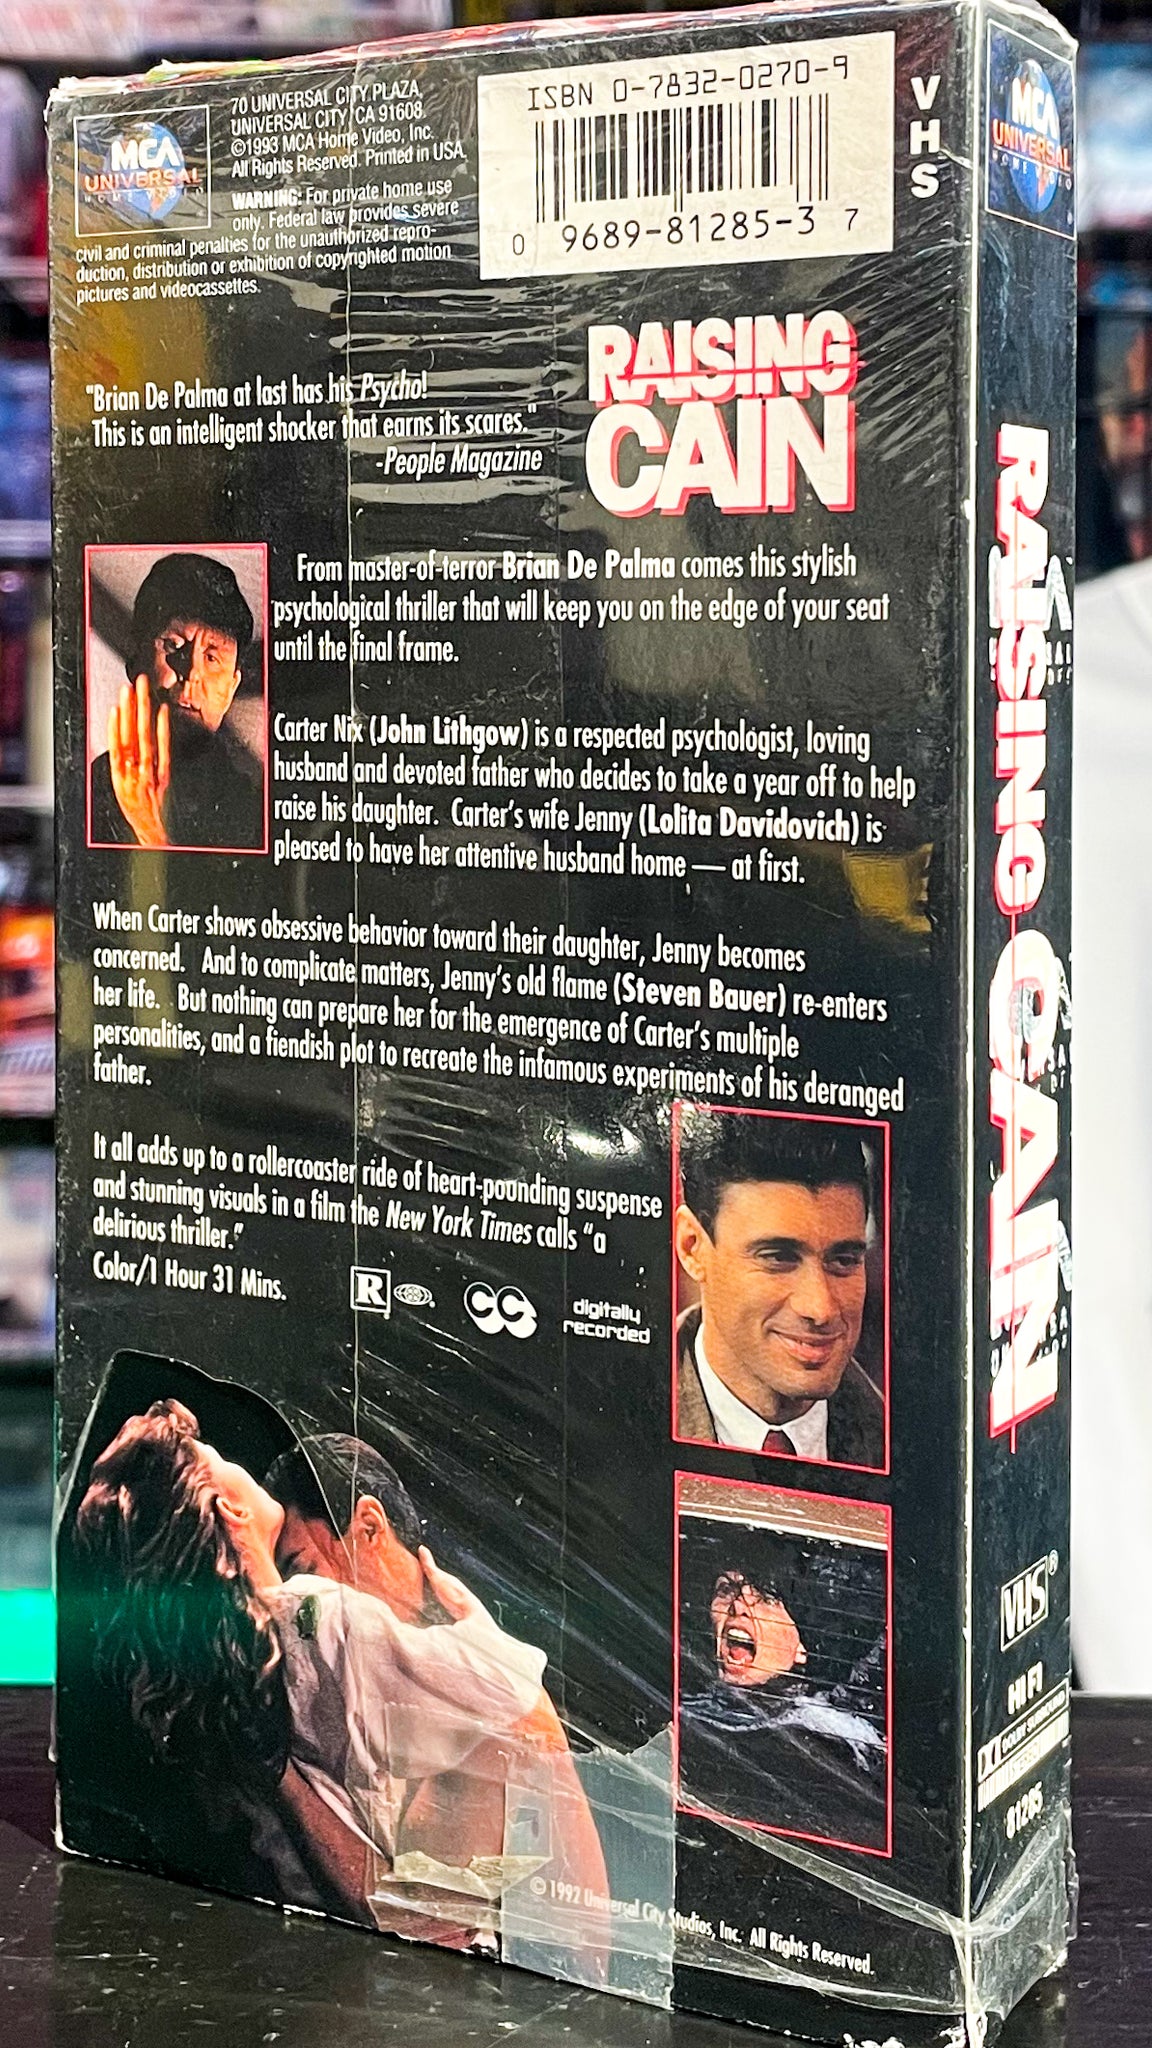 MCA
UNIVERSAL
HOME VIDEO
70 UNIVERSAL CITY PLAZA,
UNIVERSAL CITY, CA 91608.
©1993 MCA Home Video, Inc.
All Rights Reserved. Printed in USA.
WARNING: For private home use
only. Federal law provides severe
civil and criminal penalties for the unauthorized repro-
duction, distribution or exhibition of copyrighted motion
pictures and videocassettes.
ISBN 0-7832-0270-9
0 9689-81285-3 7
VHS
RAISING
CAIN
"Brian De Palma at last has his Psycho!
This is an intelligent shocker that earns its scares."
-People Magazine
From master-of-terror Brian De Palma comes this stylish
psychological thriller that will keep you on the edge of your seat
until the final frame.
Carter Nix (John Lithgow) is a respected psychologist, loving
husband and devoted father who decides to take a year off to help
raise his daughter. Carter's wife Jenny (Lolita Davidovich) is
pleased to have her attentive husband home — at first.
When Carter shows obsessive behavior toward their daughter, Jenny becomes
concerned. And to complicate matters, Jenny's old flame (Steven Bauer) re-enters
her life. But nothing can prepare her for the emergence of Carter's multiple
personalities, and a fiendish plot to recreate the infamous experiments of his deranged
father.
It all adds up to a rollercoaster ride of heart-pounding suspense
and stunning visuals in a film the New York Times calls "a
delirious thriller."
Color/1 Hour 31 Mins.
R
CC
digitally
recorded
© 1992 Universal City Studios, Inc. All Rights Reserved.
MCA
UNIVERSAL
HOME VIDEO
RAISING CAIN
VHS®
HI FI
DOLBY SURROUND
81285